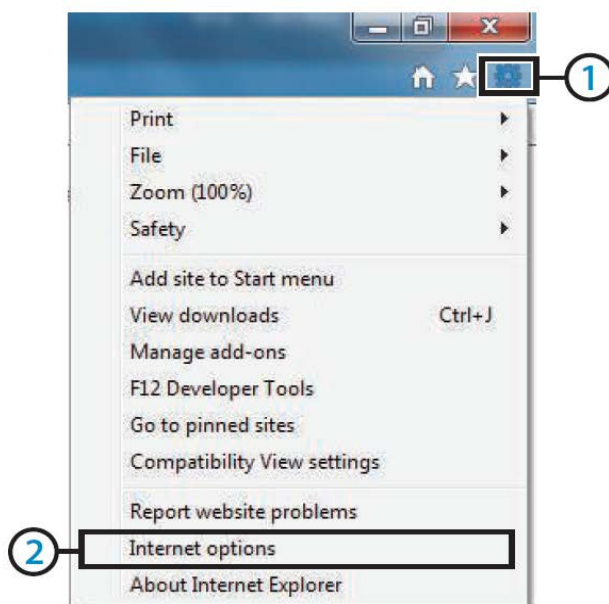 1
Print
File
Zoom (100%)
Safety
Add site to Start menu
View downloads Ctrl+J
Manage add-ons
F12 Developer Tools
Go to pinned sites
Compatibility View settings
Report website problems
2 Internet options
About Internet Explorer